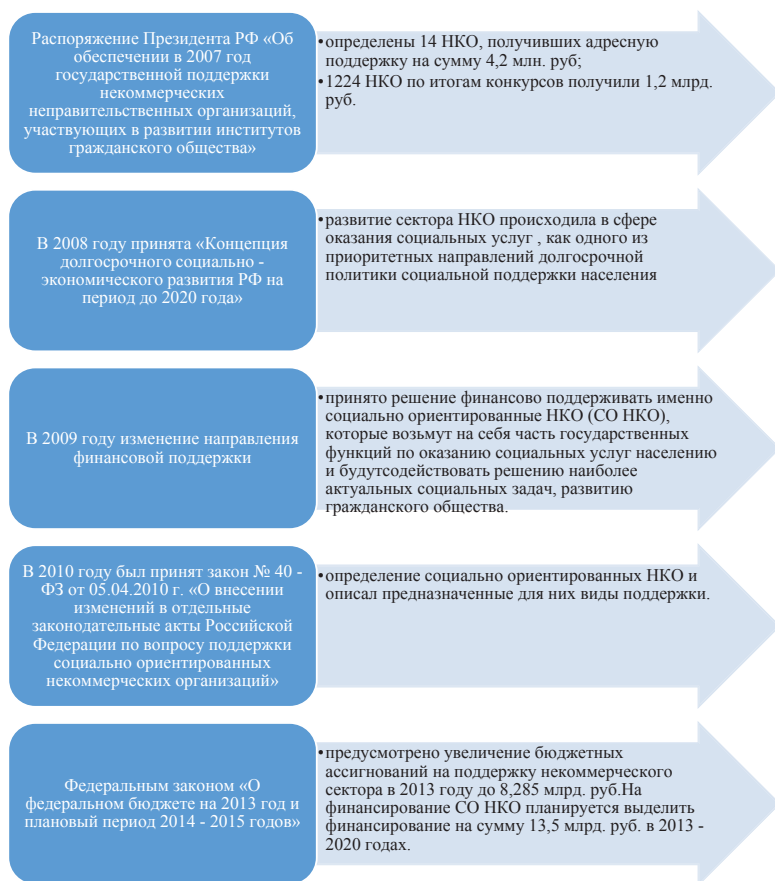 Распоряжение Президента РФ «Об
обеспечении в 2007 год
государственной поддержки
некоммерческих
неправительственных организаций,
участвующих в развитии институтов
гражданского общества»
•определены 14 НКО, получивших адресную
поддержку на сумму 4,2 млн. руб;
•1224 НКО по итогам конкурсов получили 1,2 млрд.
руб.
В 2008 году принята «Концепция
долгосрочного социально -
экономического развития РФ на
период до 2020 года»
•развитие сектора НКО происходила в сфере
оказания социальных услуг , как одного из
приоритетных направлений долгосрочной
политики социальной поддержки населения
В 2009 году изменение направления
финансовой поддержки
•принято решение финансово поддерживать именно
социально ориентированные НКО (СО НКО),
которые возьмут на себя часть государственных
функций по оказанию социальных услуг населению
и будутсодействовать решению наиболее
актуальных социальных задач, развитию
гражданского общества.
В 2010 году был принят закон № 40 -
ФЗ от 05.04.2010 г. «О внесении
изменений в отдельные
законодательные акты Российской
Федерации по вопросу поддержки
социально ориентированных
некоммерческих организаций»
•определение социально ориентированных НКО и
описал предназначенные для них виды поддержки.
Федеральным законом «О
федеральном бюджете на 2013 год и
плановый период 2014 - 2015 годов»
•предусмотрено увеличение бюджетных
ассигнований на поддержку некоммерческого
сектора в 2013 году до 8,285 млрд. руб.На
финансирование СО НКО планируется выделить
финансирование на сумму 13,5 млрд. руб. в 2013 -
2020 годах.